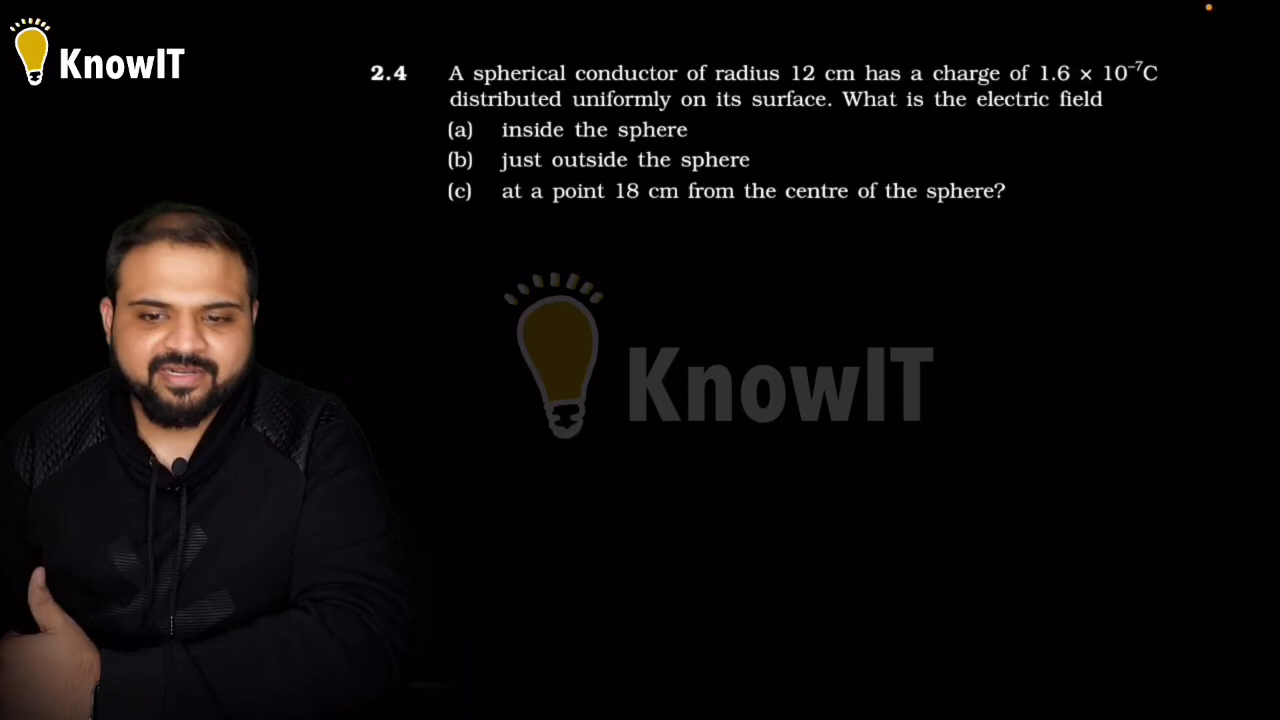 KnowIT
2.4 A spherical conductor of radius 12 cm has a charge of 1.6 × 10⁻⁷C
distributed uniformly on its surface. What is the electric field
(a) inside the sphere
(b) just outside the sphere
(c) at a point 18 cm from the centre of the sphere?
KnowIT